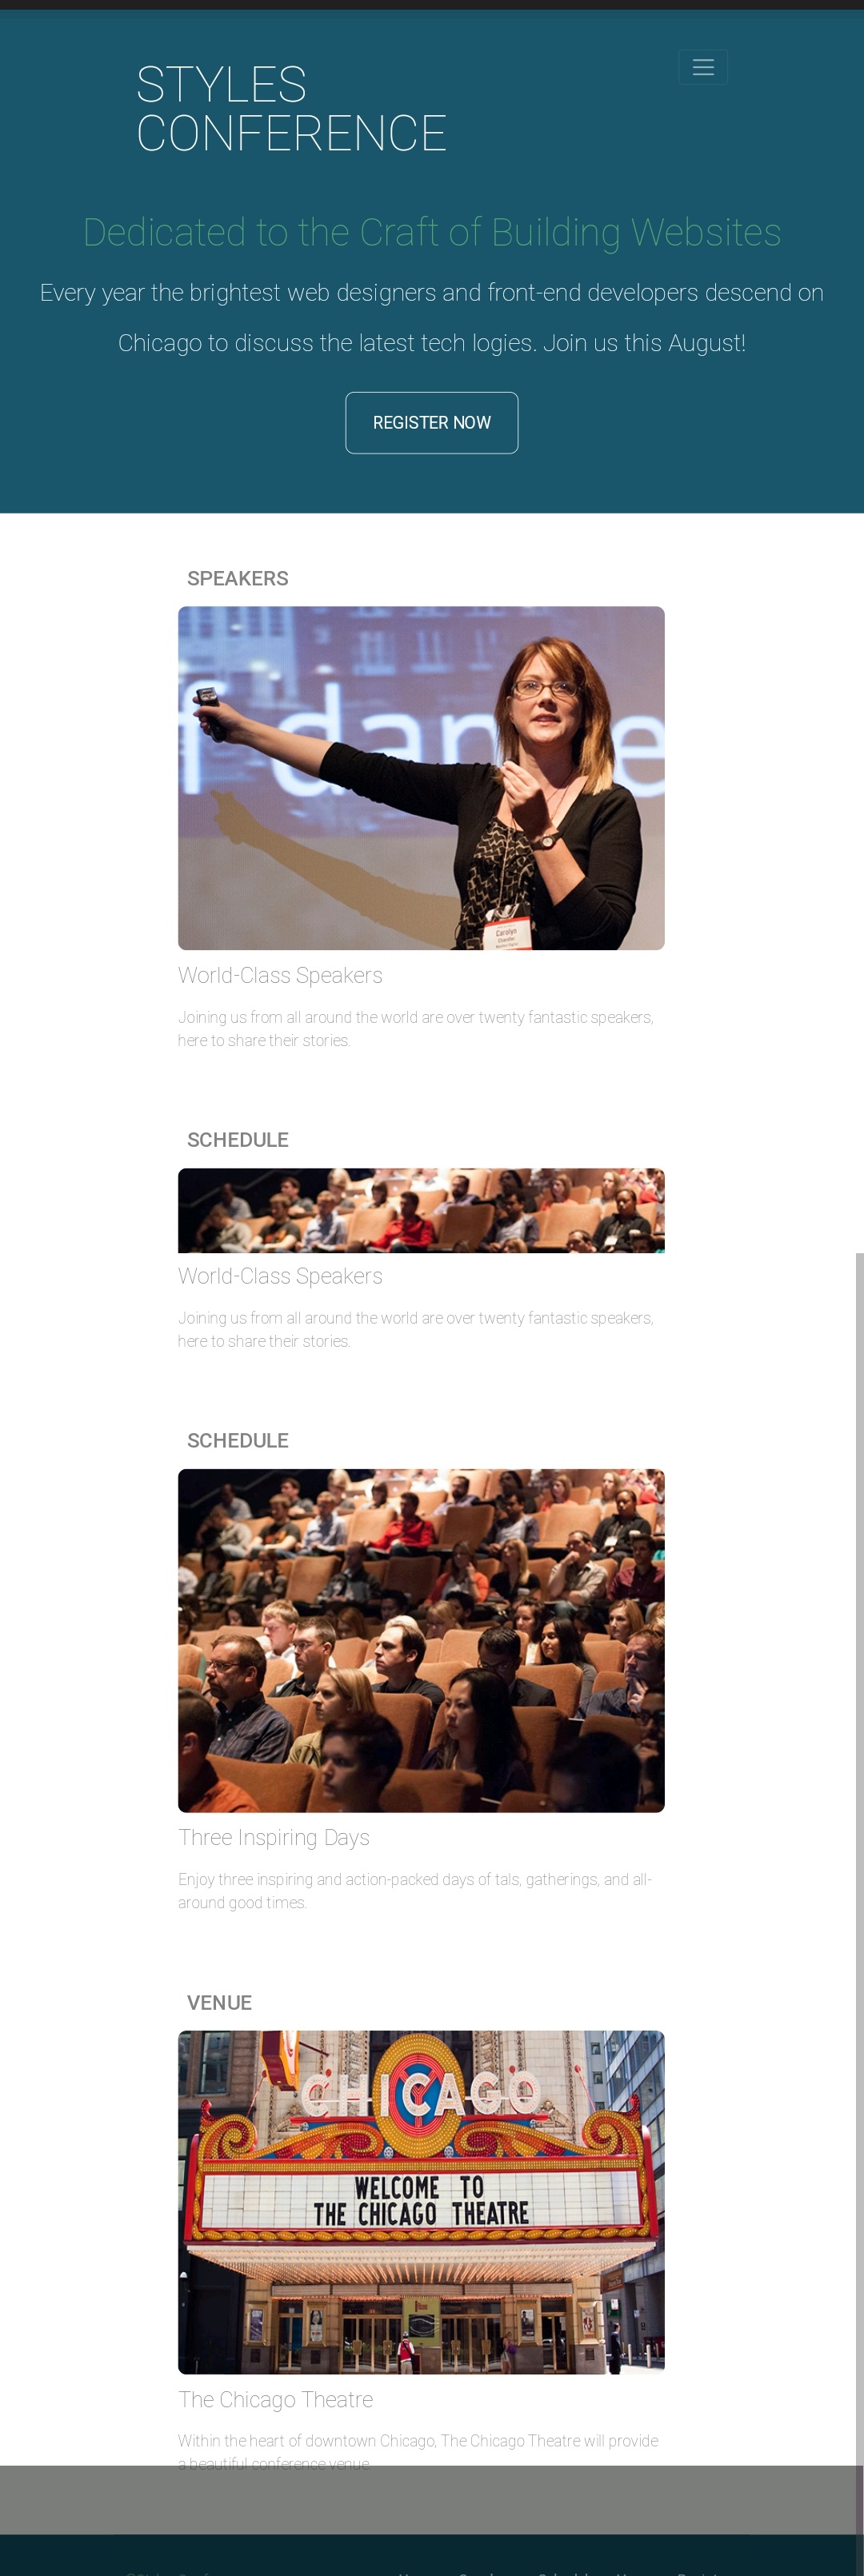 STYLES
CONFERENCE
Dedicated to the Craft of Building Websites
Every year the brightest web designers and front-end developers descend on
Chicago to discuss the latest tech logies. Join us this August!
REGISTER NOW
SPEAKERS
f dan e
Carolyn
Chandler
World-Class Speakers
Joining us from all around the world are over twenty fantastic speakers,
here to share their stories.
SCHEDULE
World-Class Speakers
Joining us from all around the world are over twenty fantastic speakers,
here to share their stories.
SCHEDULE
Three Inspiring Days
Enjoy three inspiring and action-packed days of tals, gatherings, and all-
around good times.
VENUE
CHICAGO
WELCOME TO
THE CHICAGO THEATRE
The Chicago Theatre
Within the heart of downtown Chicago, The Chicago Theatre will provide
a beautiful conference venue.